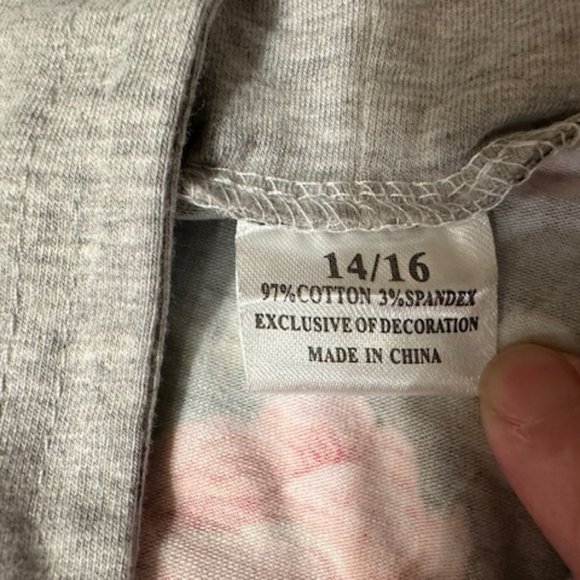 14/16
97%COTTON 3%SPANDEX
EXCLUSIVE OF DECORATION
MADE IN CHINA